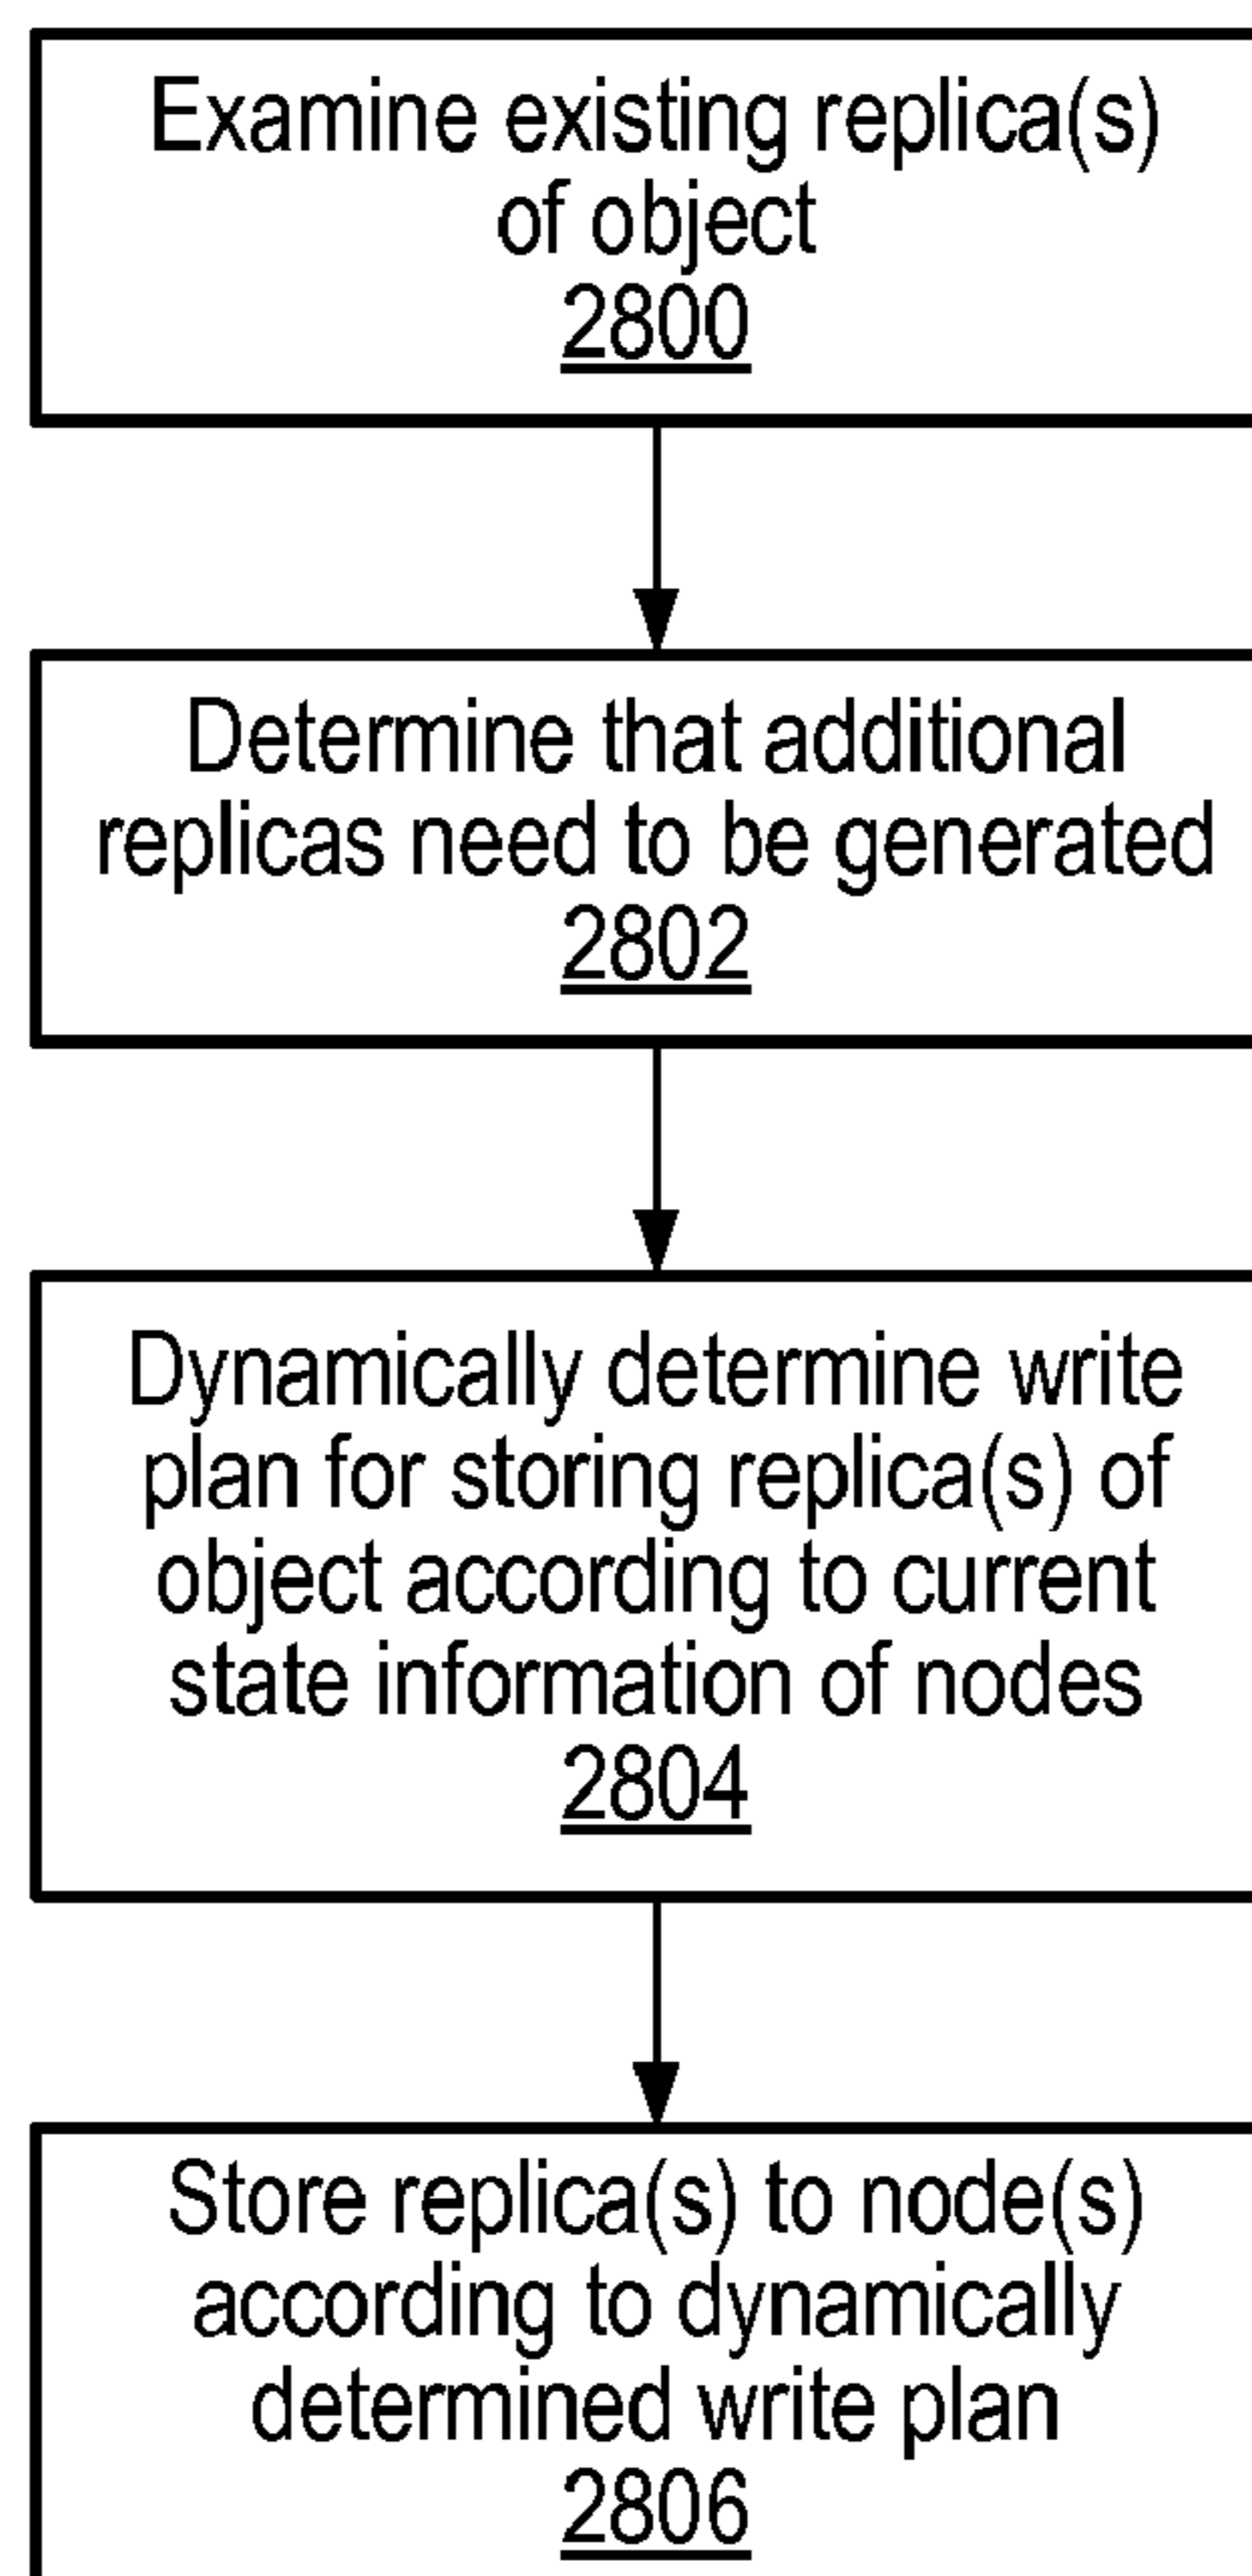 Examine existing replica(s)
of object
2800
Determine that additional
replicas need to be generated
2802
Dynamically determine write
plan for storing replica(s) of
object according to current
state information of nodes
2804
Store replica(s) to node(s)
according to dynamically
determined write plan
2806